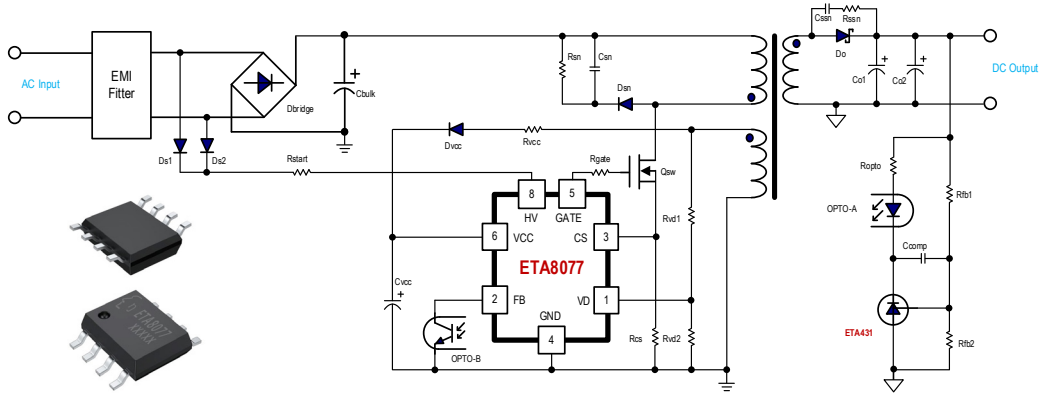 AC Input
EMI
Fitter
Dbridge
Cbulk
Rsn
Csn
Dsn
Cssn
Rssn
Do
Co1
Co2
DC Output
Ds1
Ds2
Rstart
Dvcc
Rvcc
Rgate
Qsw
8
HV
5
GATE
6
VCC
CS
3
ETA8077
2
FB
VD
1
GND
4
Cvcc
OPTO-B
Rcs
Rvd1
Rvd2
Ropto
OPTO-A
Rfb1
Ccomp
ETA431
Rfb2
ETA8077
XXXXX